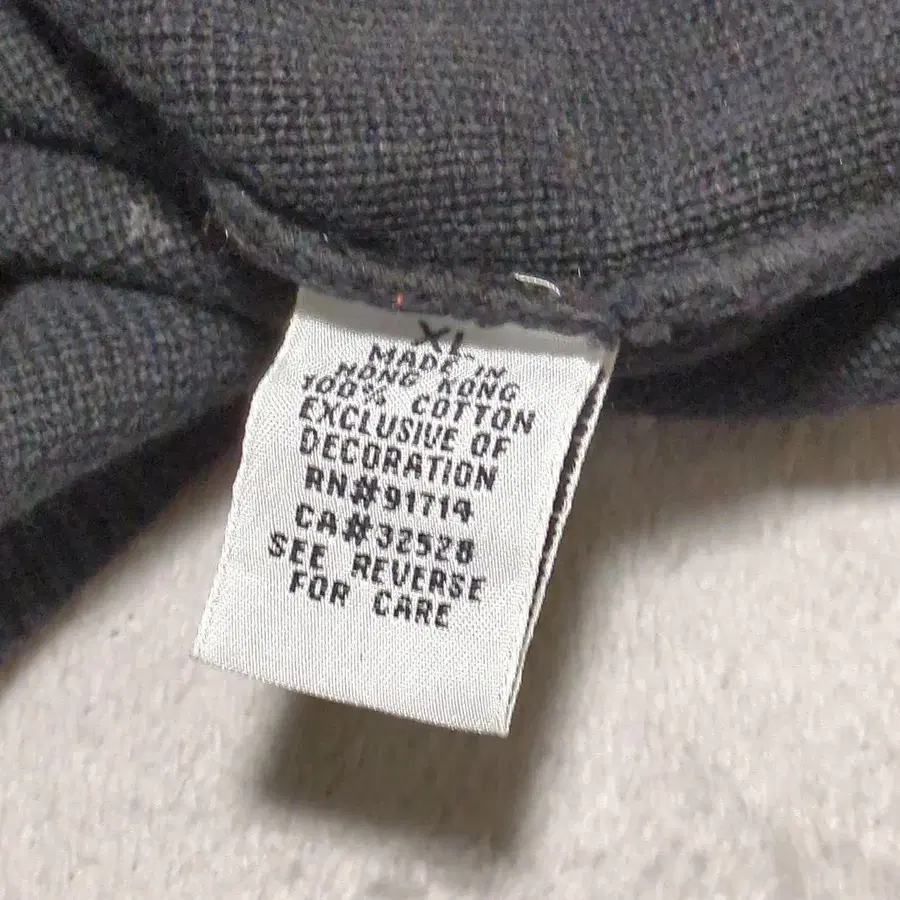 XL
MADE IN
HONG KONG
100% COTTON
EXCLUSIVE OF
DECORATION
RN#91714
CA#32528
SEE REVERSE
FOR CARE